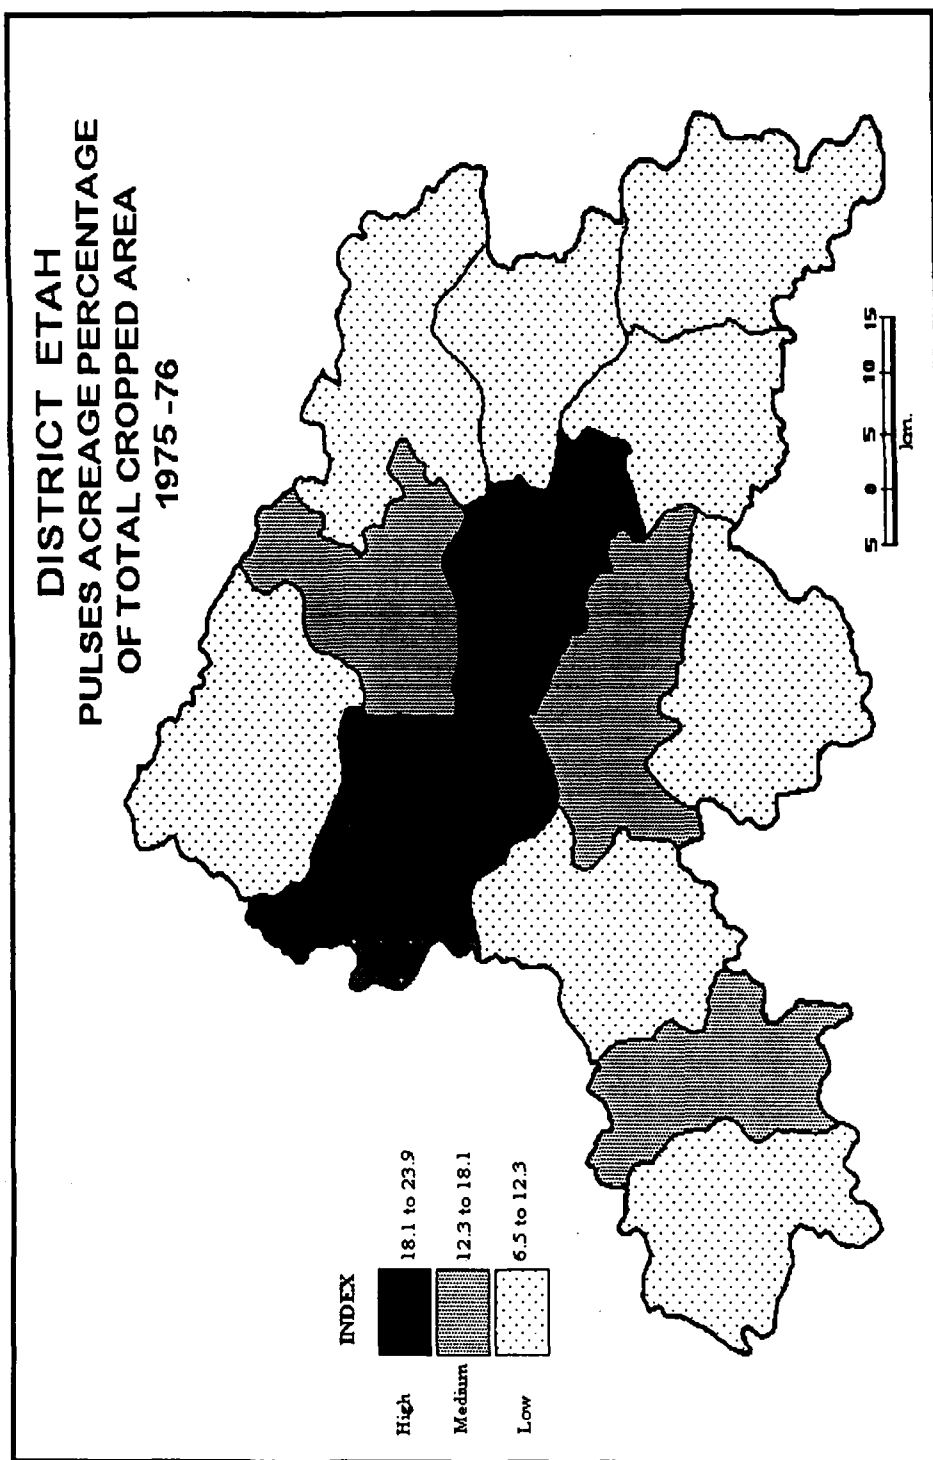 DISTRICT ETAH
PULSES ACREAGE PERCENTAGE
OF TOTAL CROPPED AREA
1975-76
INDEX
High 18.1 to 23.9
Medium 12.3 to 18.1
Low 6.5 to 12.3
5 0 5 10 15
km.